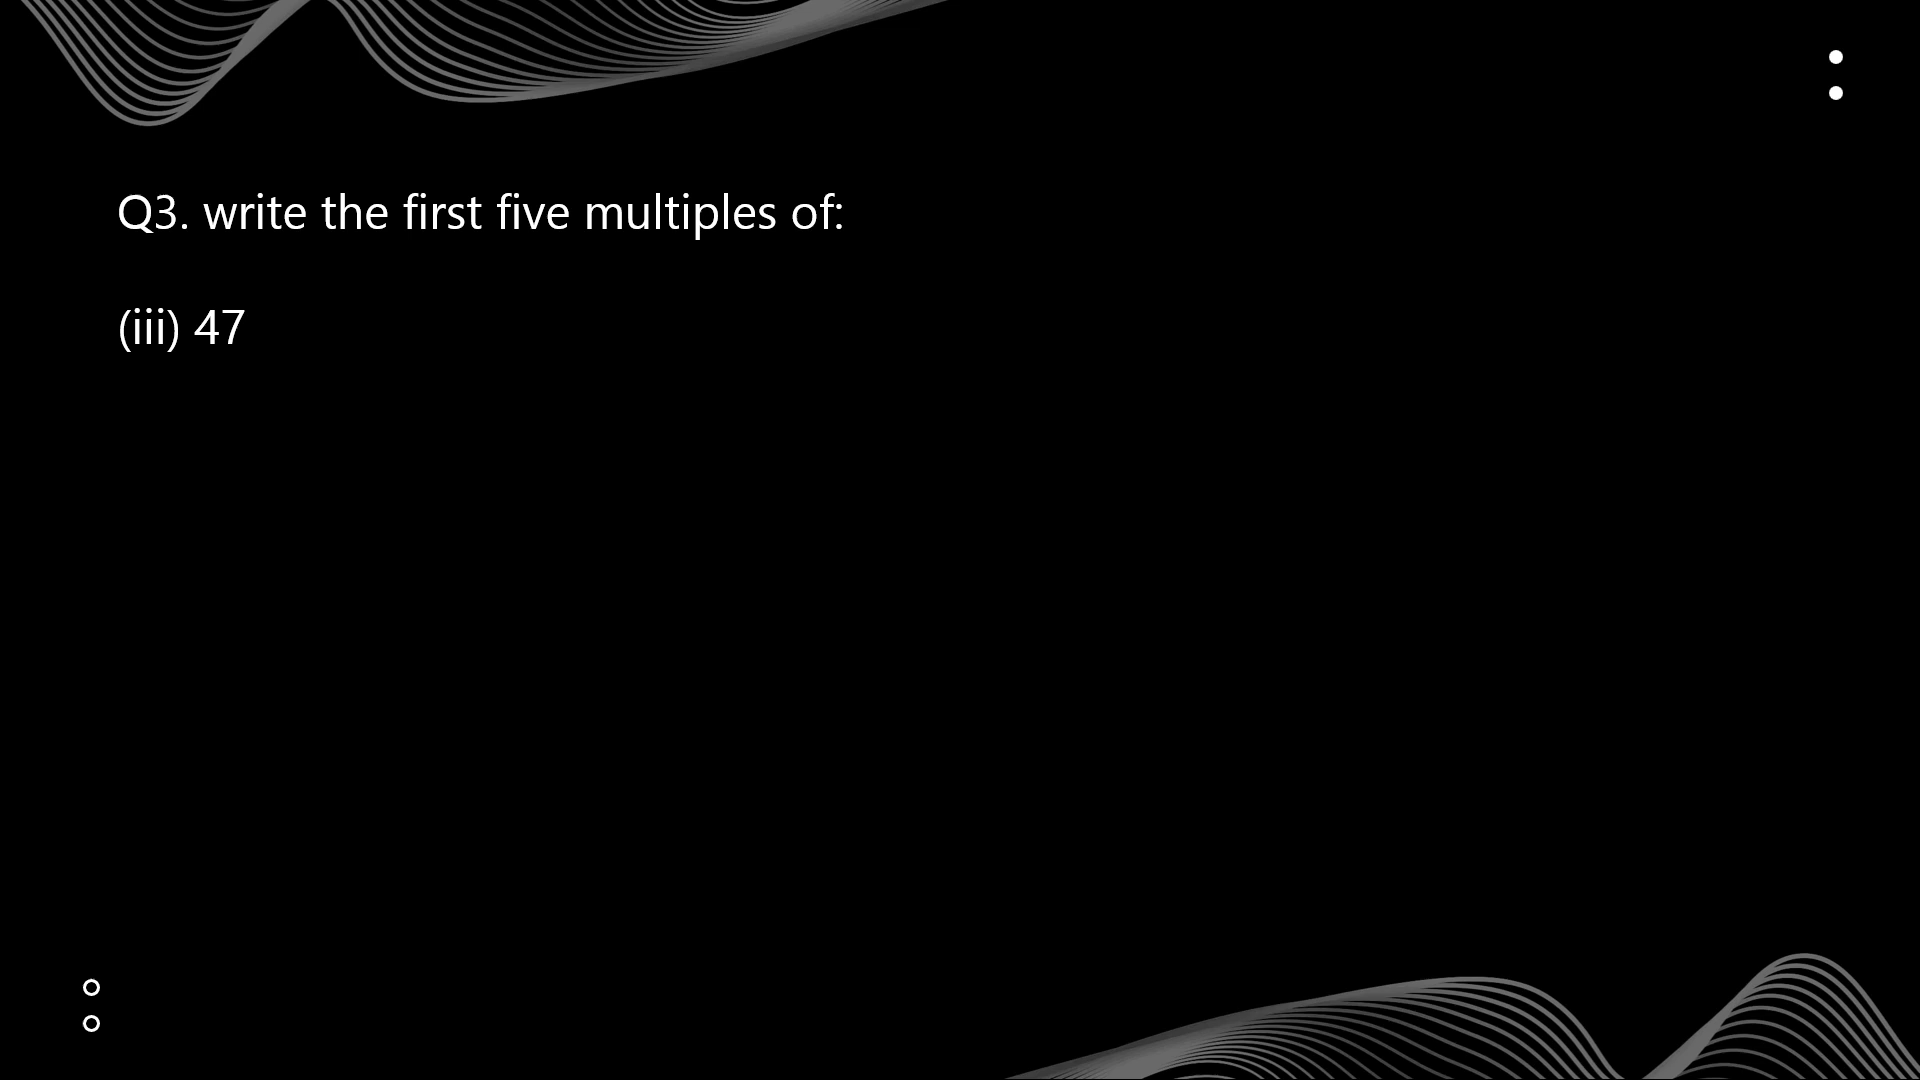 Q3. write the first five multiples of:
(iii) 47